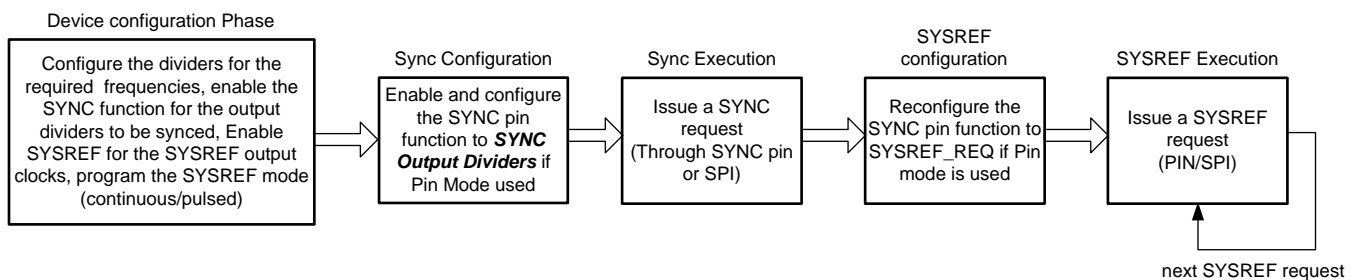 Device configuration Phase
Configure the dividers for the
required frequencies, enable the
SYNC function for the output
dividers to be synced, Enable
SYSREF for the SYSREF output
clocks, program the SYSREF mode
(continuous/pulsed)
Sync Configuration
Enable and configure
the SYNC pin
function to SYNC
Output Dividers if
Pin Mode used
Sync Execution
Issue a SYNC
request
(Through SYNC pin
or SPI)
SYSREF
configuration
Reconfigure the
SYNC pin function to
SYSREF_REQ if Pin
mode is used
SYSREF Execution
Issue a SYSREF
request
(PIN/SPI)
next SYSREF request